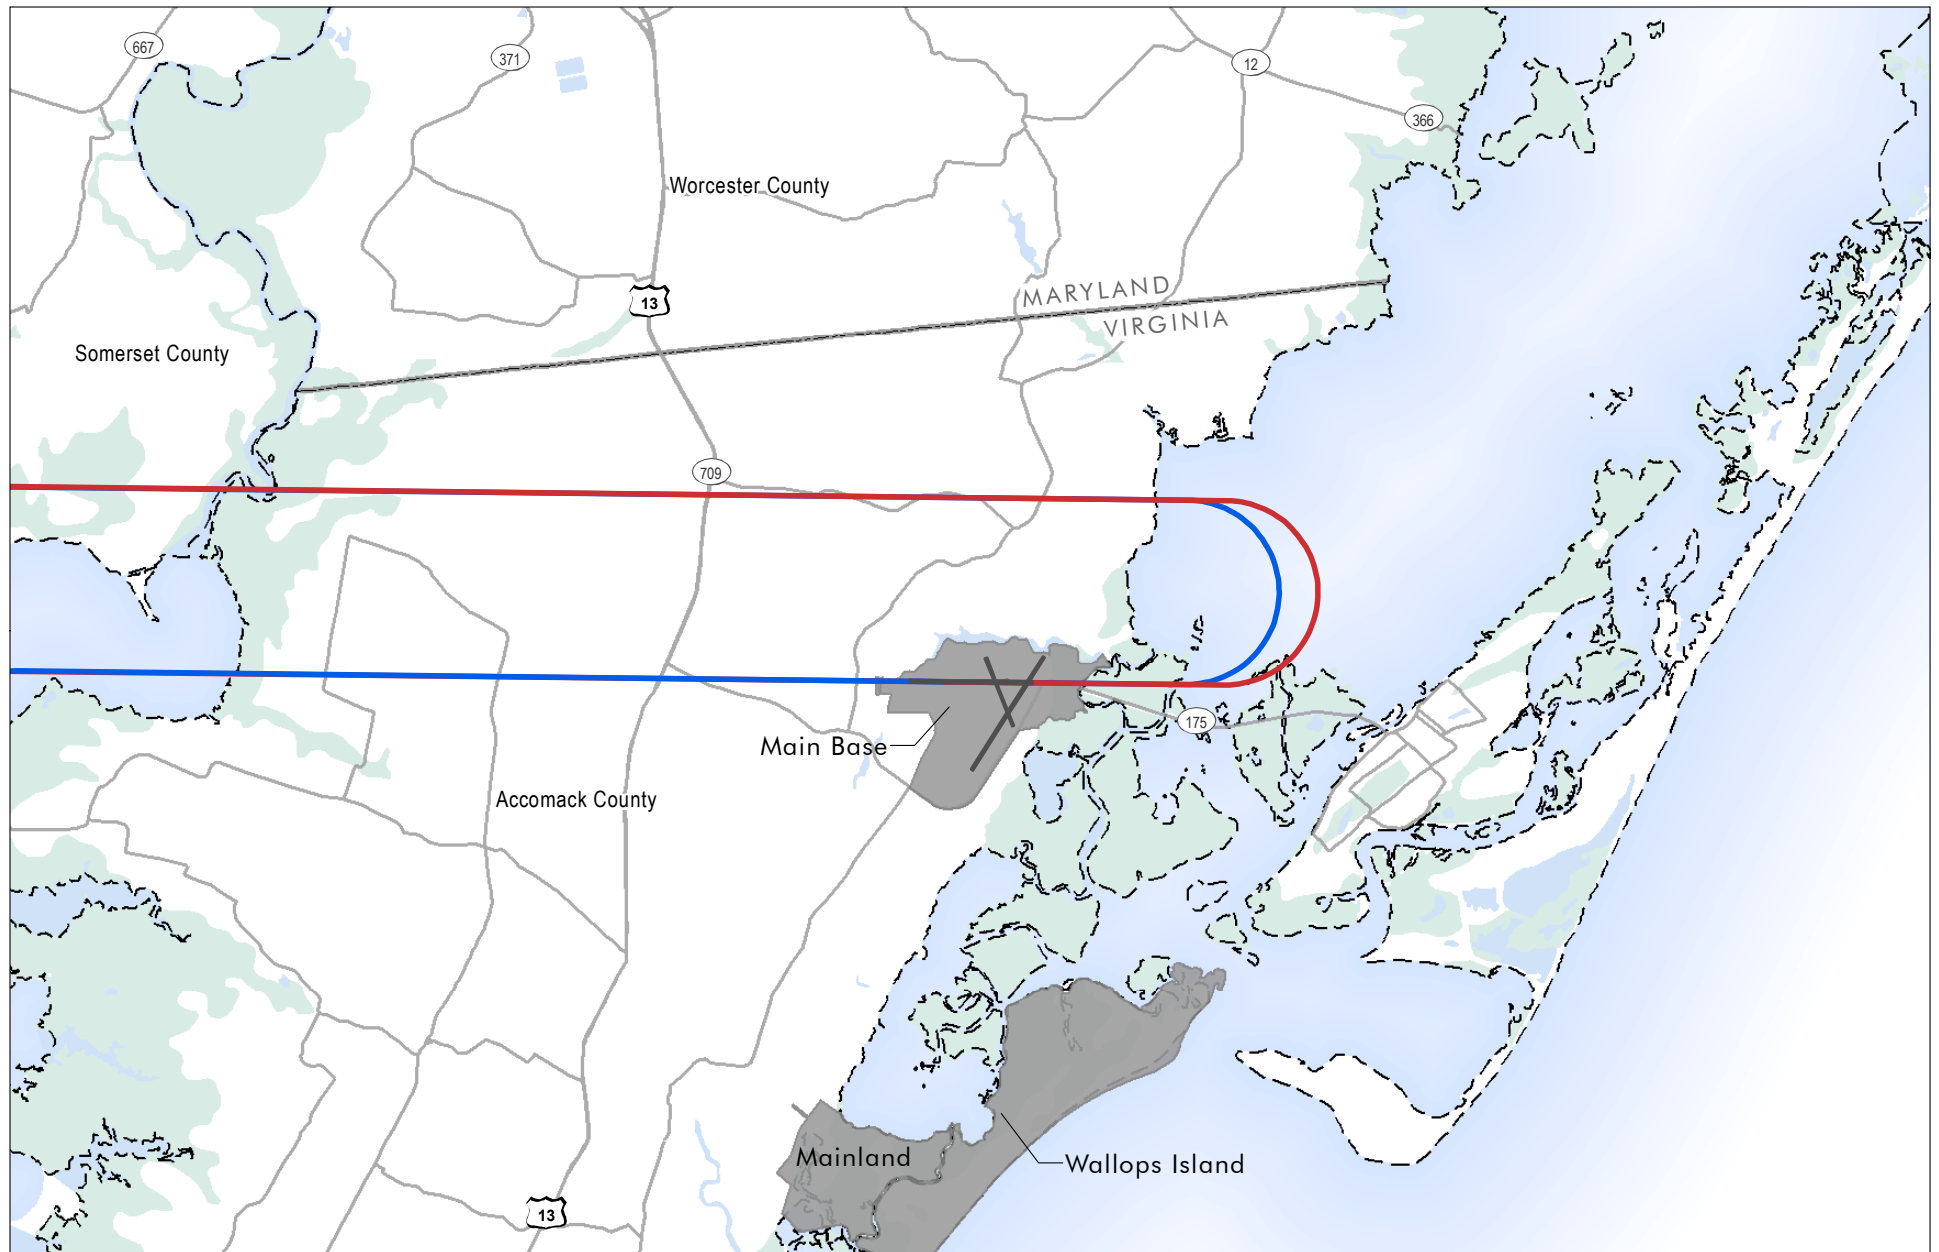 667
371
12
366
Worcester County
MARYLAND
13
VIRGINIA
Somerset County
709
175
Main Base
Accomack County
Mainland
Wallops Island
13